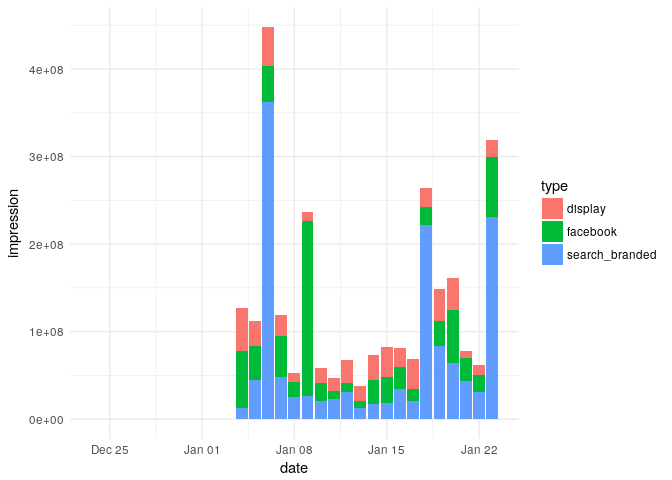 impression
4e+08
3e+08
2e+08
1e+08
0e+00
Dec 25
Jan 01
Jan 08
Jan 15
Jan 22
date
type
display
facebook
search_branded